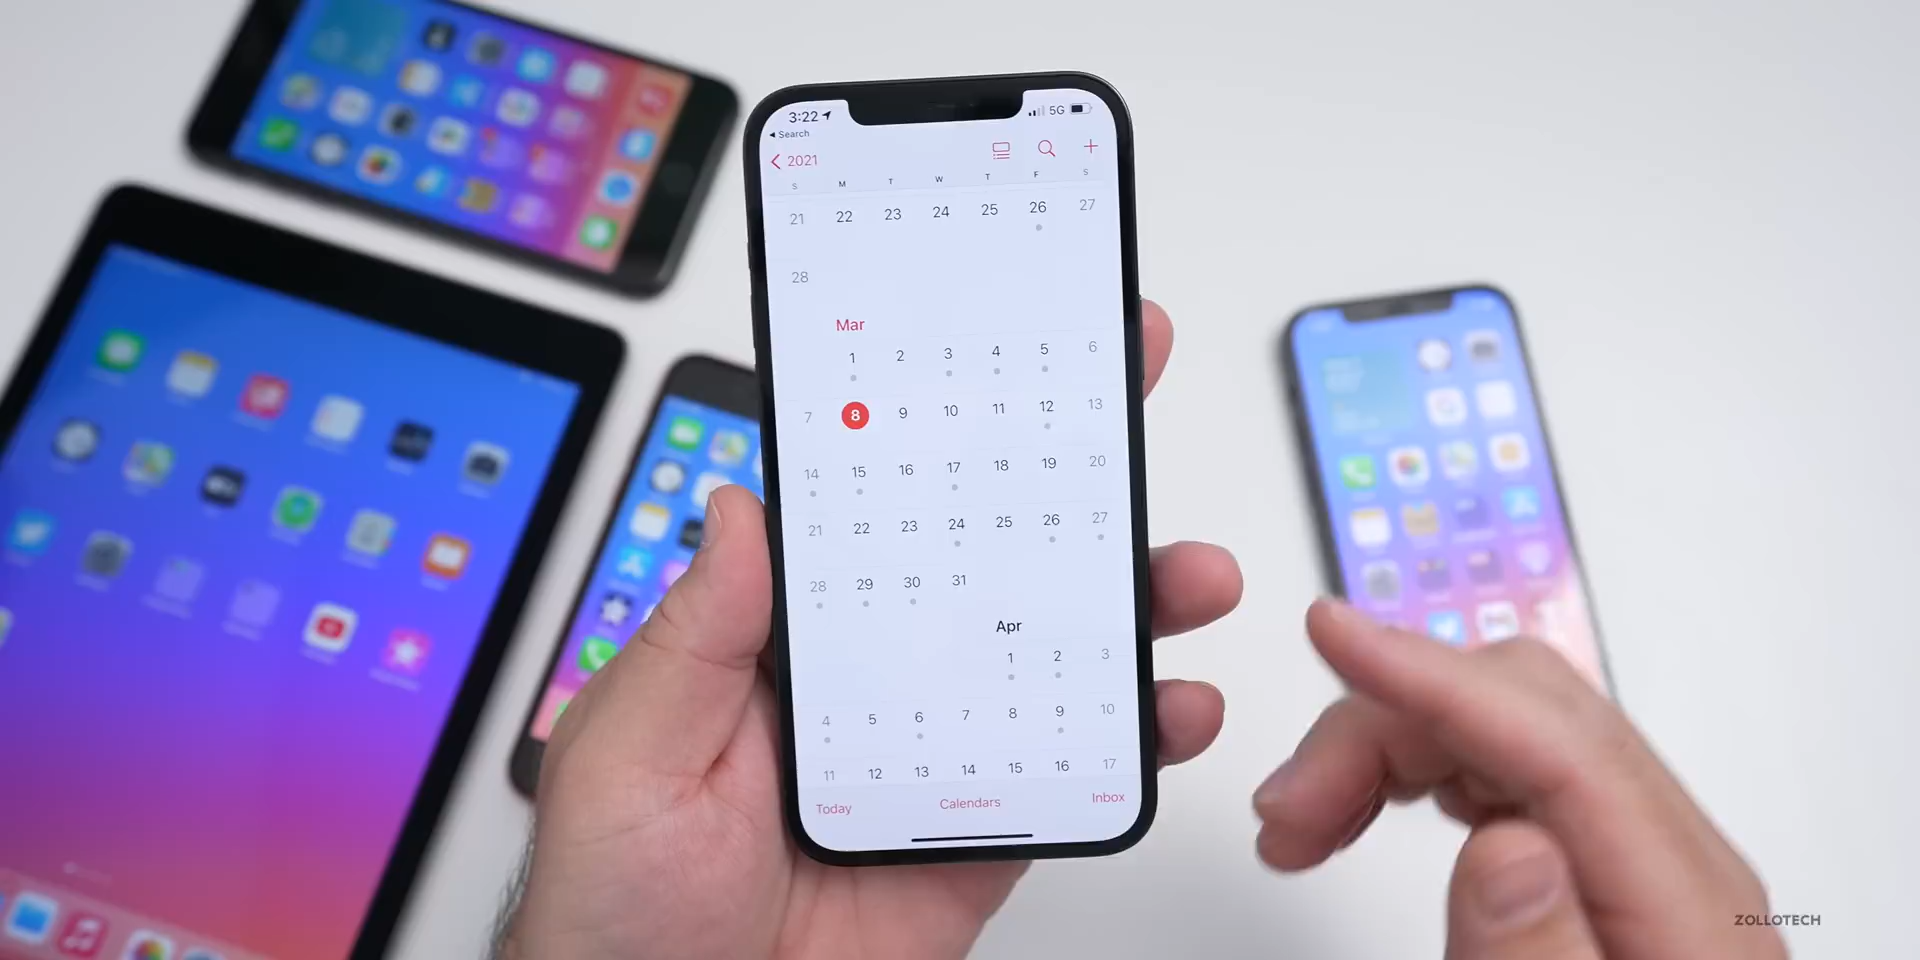 3:22 5G
Search
2021
S M T W T F S
21 22 23 24 25 26 27
28
Mar
1 2 3 4 5 6
7 8 9 10 11 12 13
14 15 16 17 18 19 20
21 22 23 24 25 26 27
28 29 30 31
Apr
1 2 3
4 5 6 7 8 9 10
11 12 13 14 15 16 17
Today Calendars Inbox
ZOLLOTECH